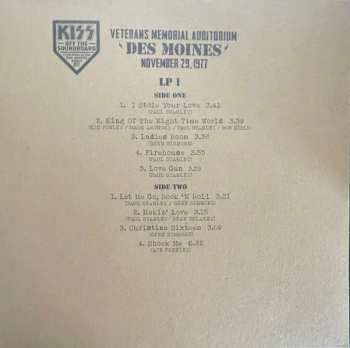 KISS
OFF THE
SOUNDBOARD
VETERANS MEMORIAL AUDITORIUM
'DES MOINES'
NOVEMBER 29, 1977
LP 1
SIDE ONE
1. I Stole Your Love 3.41
(PAUL STANLEY)
2. King Of The Night Time World 3.39
(KIM FOWLEY / MARK ANTHONY / PAUL STANLEY / BOB EZRIN)
3. Ladies Room 3.36
(GENE SIMMONS)
4. Firehouse 3.55
(PAUL STANLEY)
5. Love Gun 3.39
(PAUL STANLEY)
SIDE TWO
1. Let Me Go, Rock 'N Roll 3.21
(PAUL STANLEY / GENE SIMMONS)
2. Makin' Love 3.15
(PAUL STANLEY / SEAN DELANEY)
3. Christine Sixteen 3.09
(GENE SIMMONS)
4. Shock Me 6.32
(ACE FREHLEY)